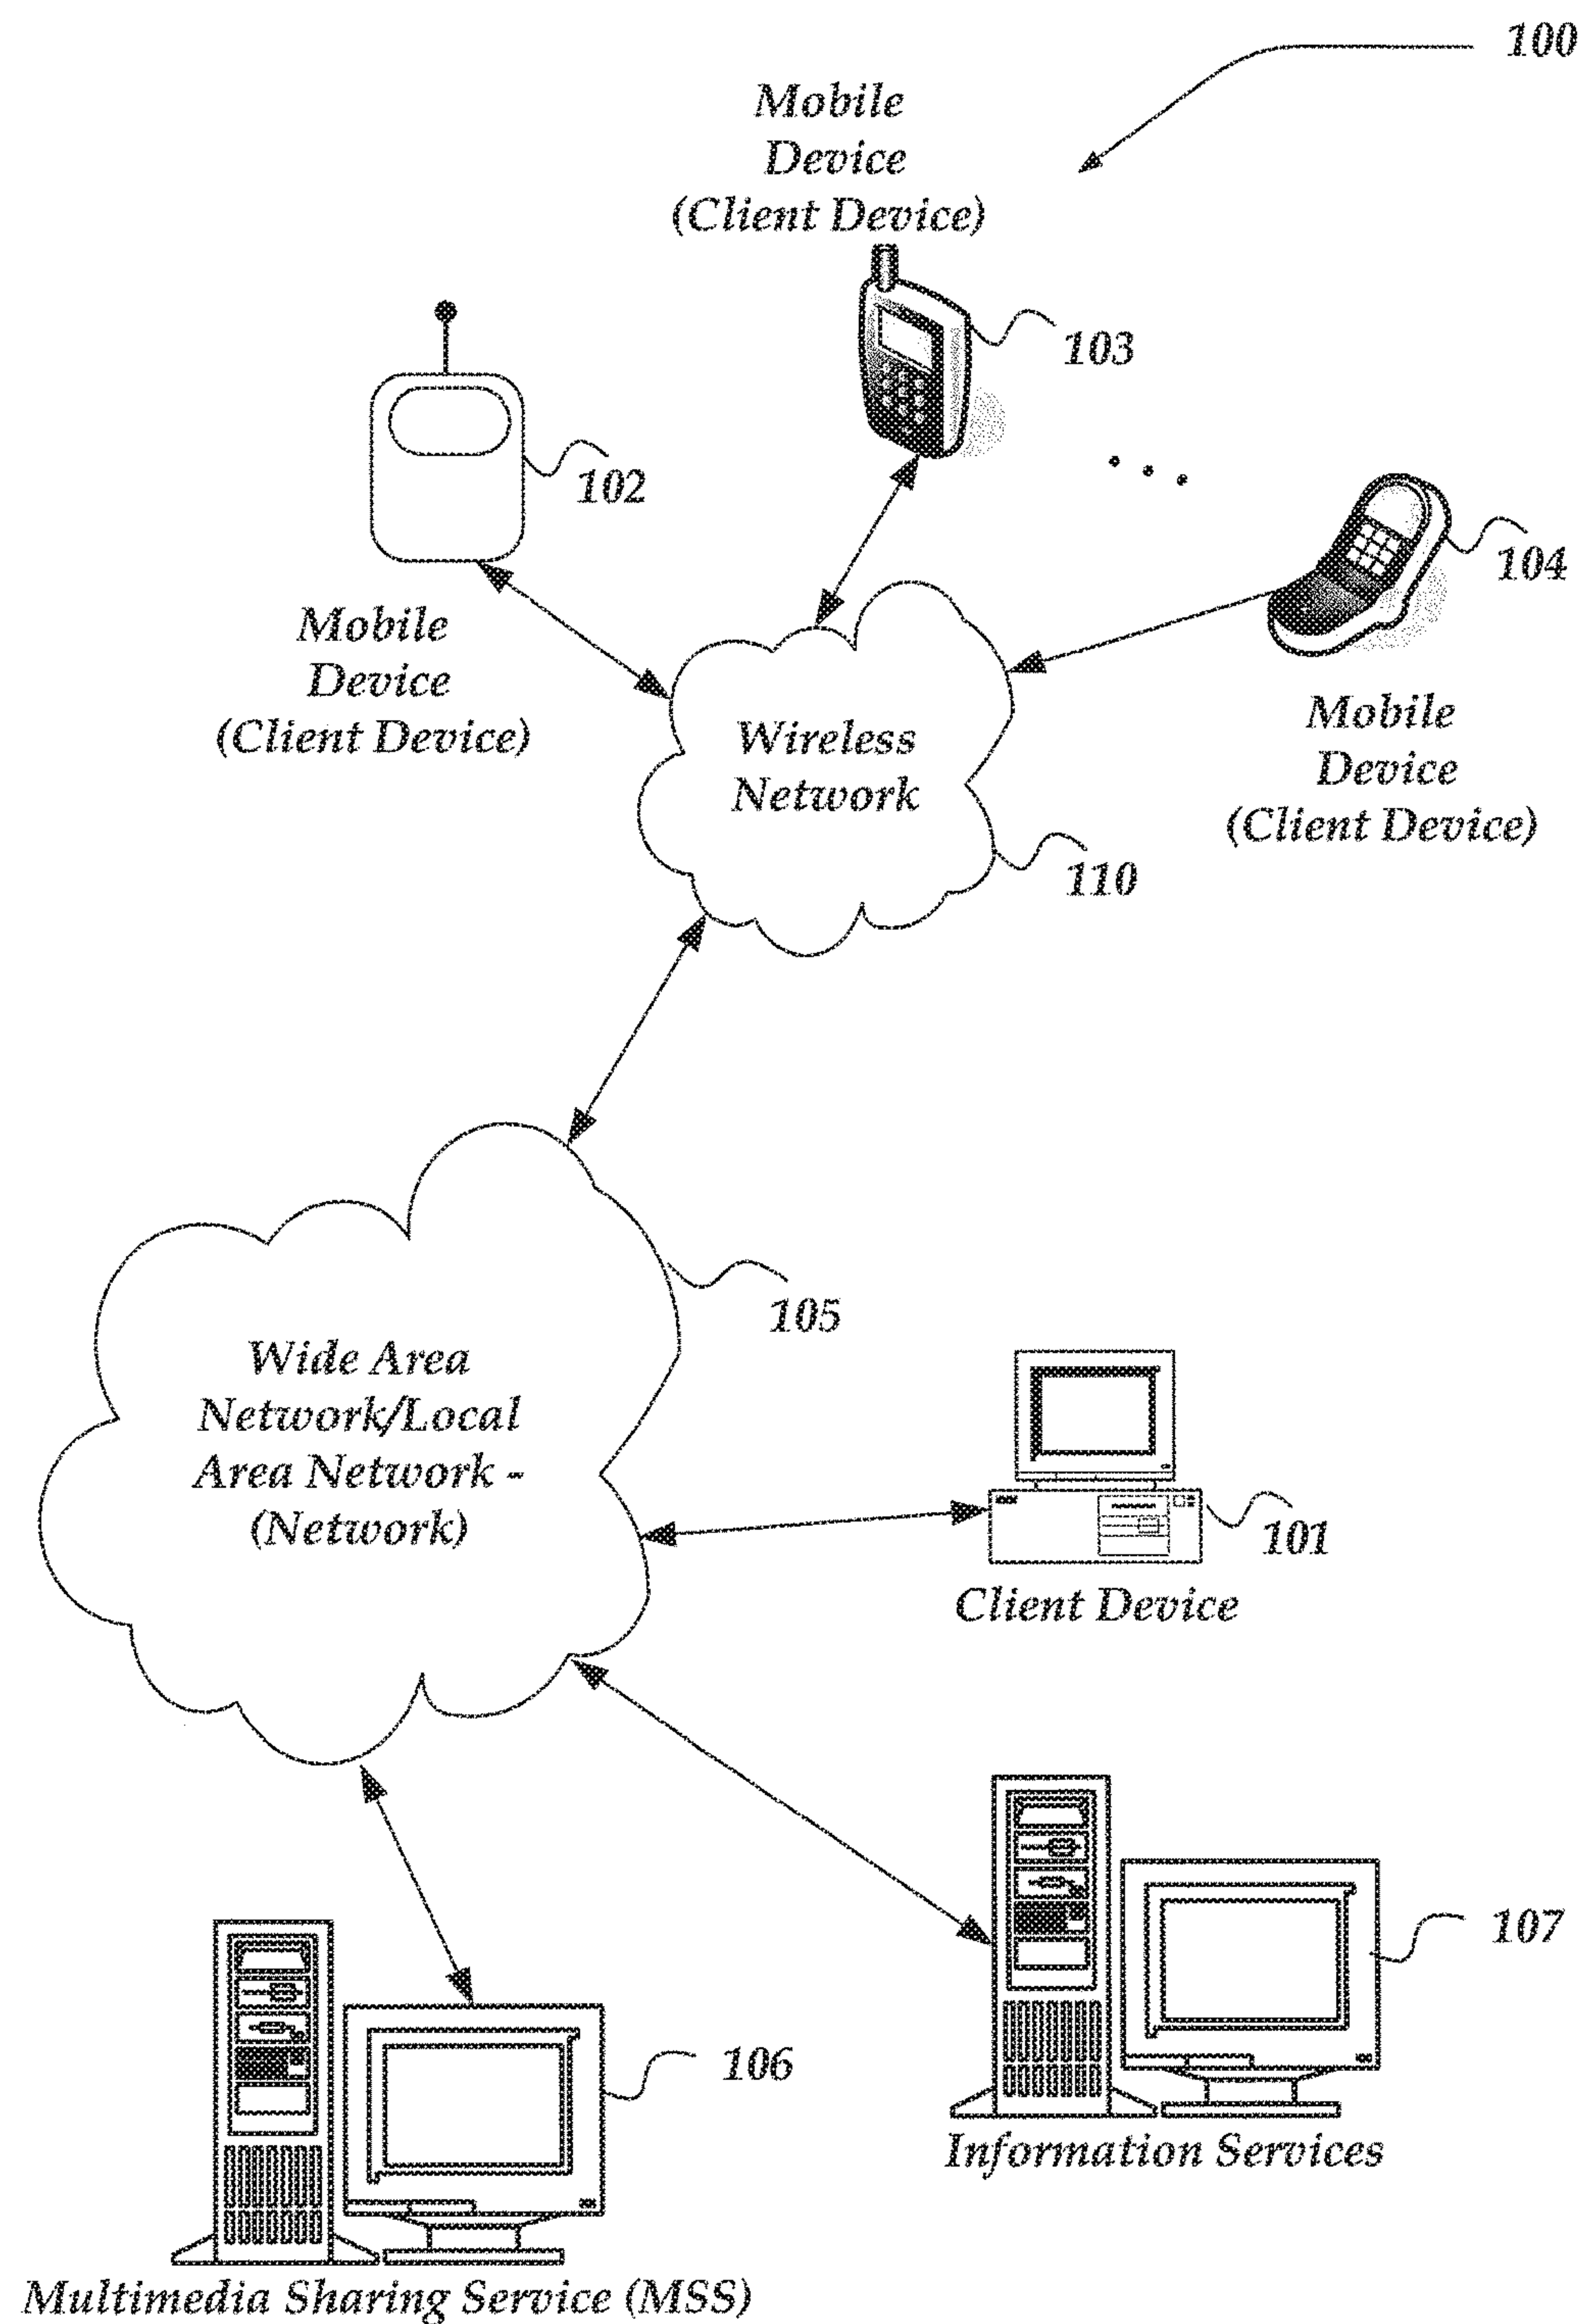 100
Mobile
Device
(Client Device)
103
102
104
Mobile
Device
(Client Device)
Wireless
Network
Mobile
Device
(Client Device)
110
105
Wide Area
Network/Local
Area Network -
(Network)
101
Client Device
107
106
Information Services
Multimedia Sharing Service (MSS)